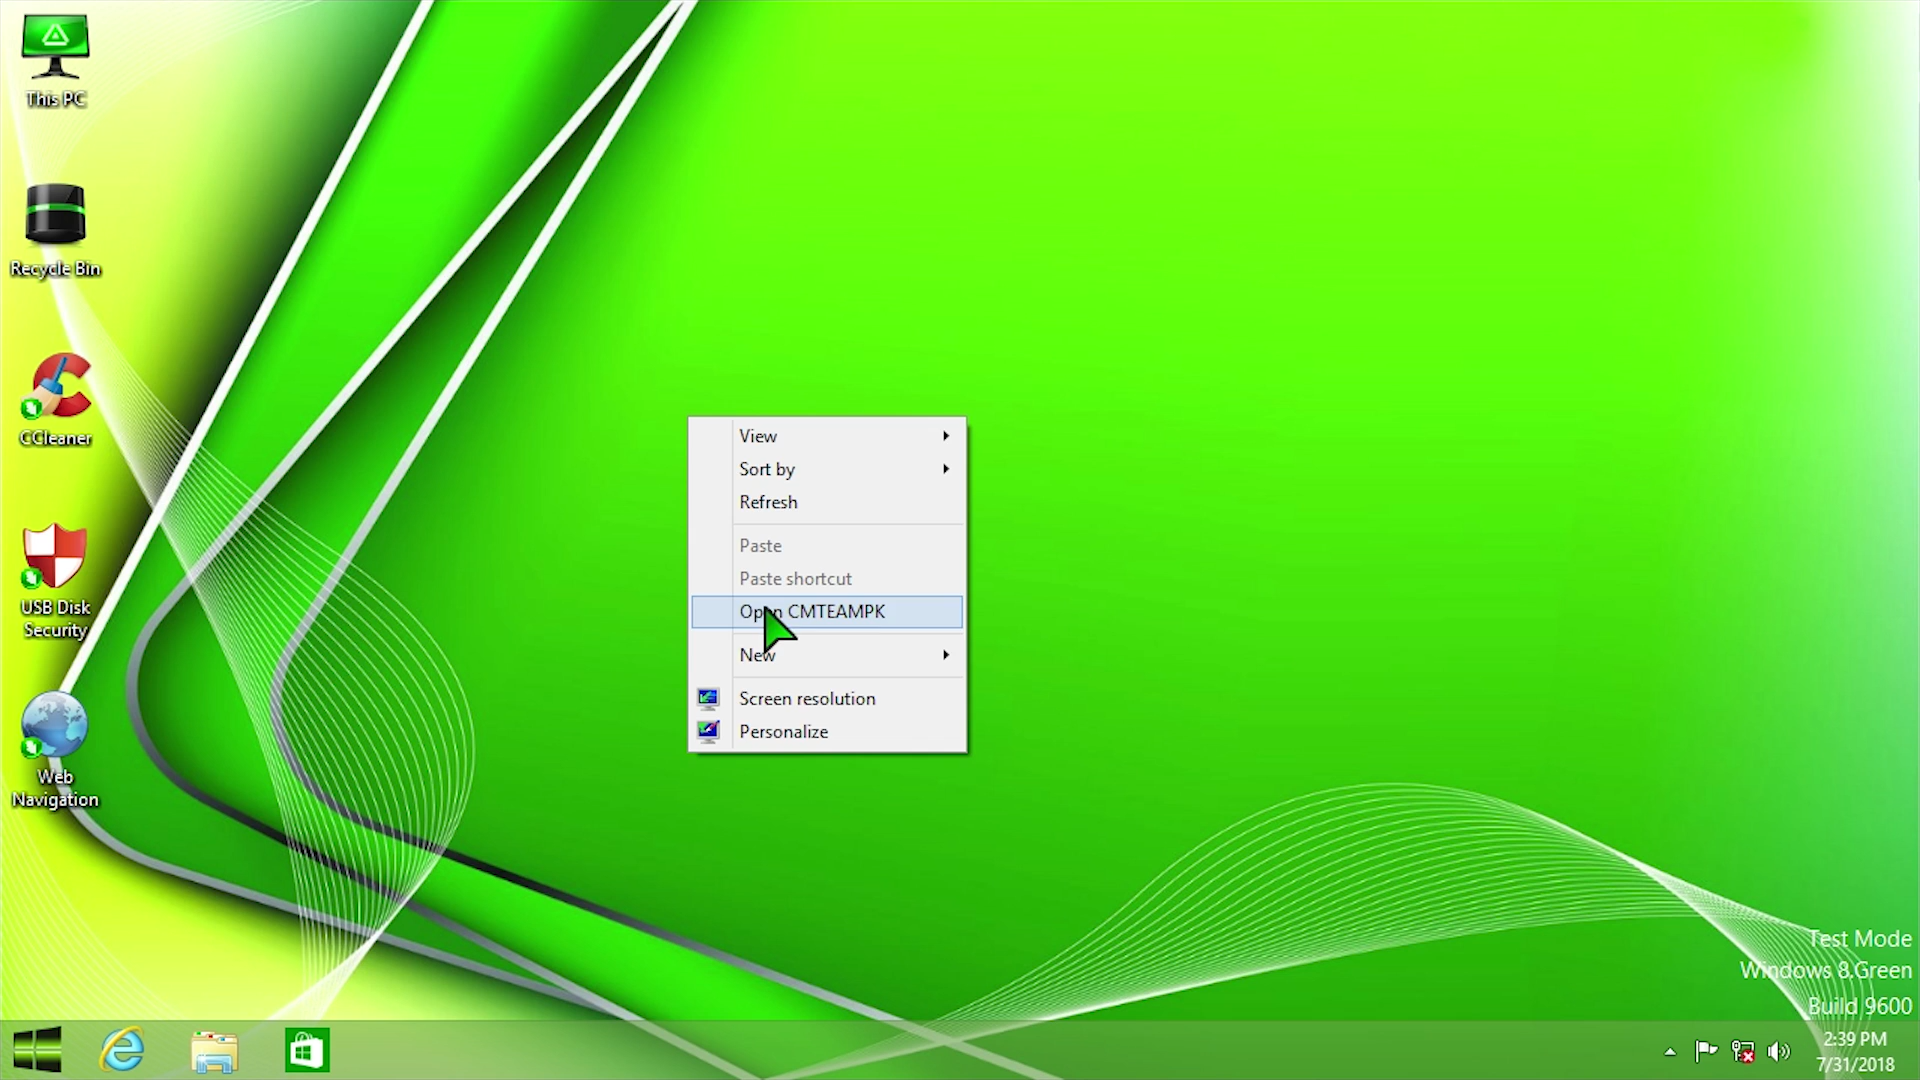 This PC
Recycle Bin
CCleaner
USB Disk
Security
Web
Navigation
View
Sort by
Refresh
Paste
Paste shortcut
Open CMTEAMPK
New
Screen resolution
Personalize
Test Mode
Windows 8.Green
Build 9600
2:39 PM
7/31/2018